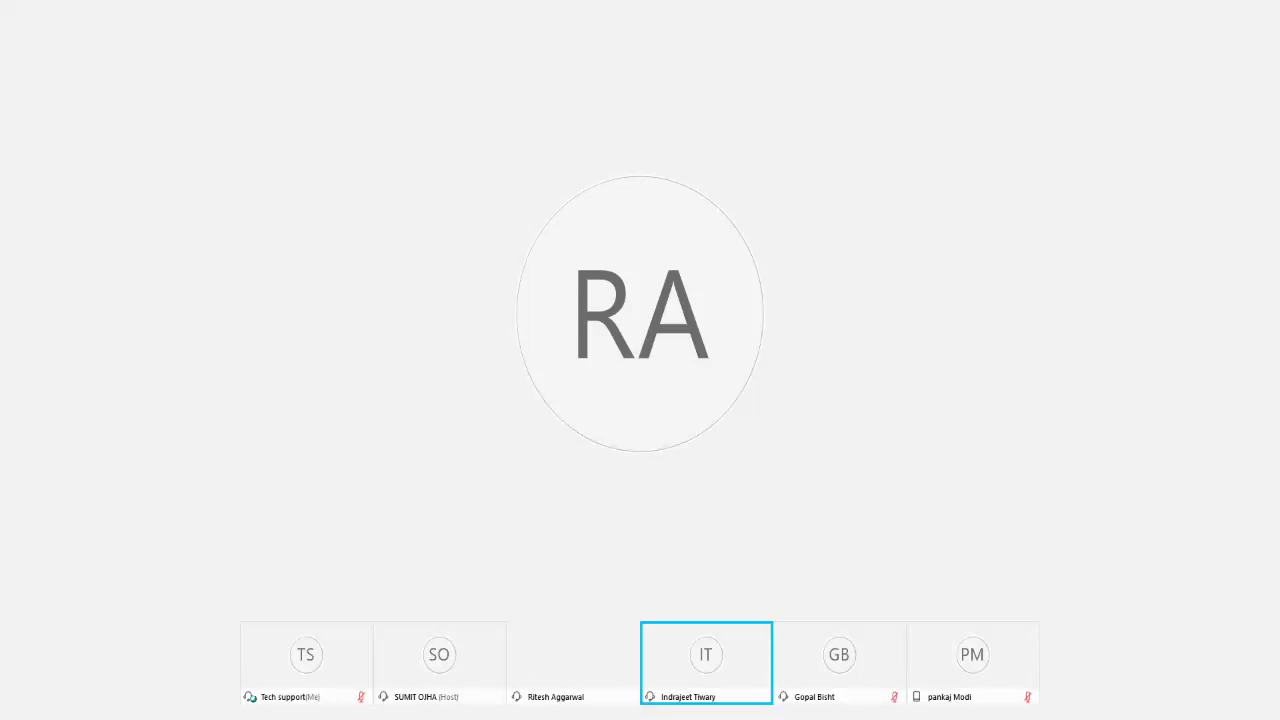 RA
TS
SO
IT
GB
PM
Tech support(Me)
SUMIT OJHA (Host)
Ritesh Aggarwal
Indrajeet Tiwary
Gopal Bisht
pankaj Modi